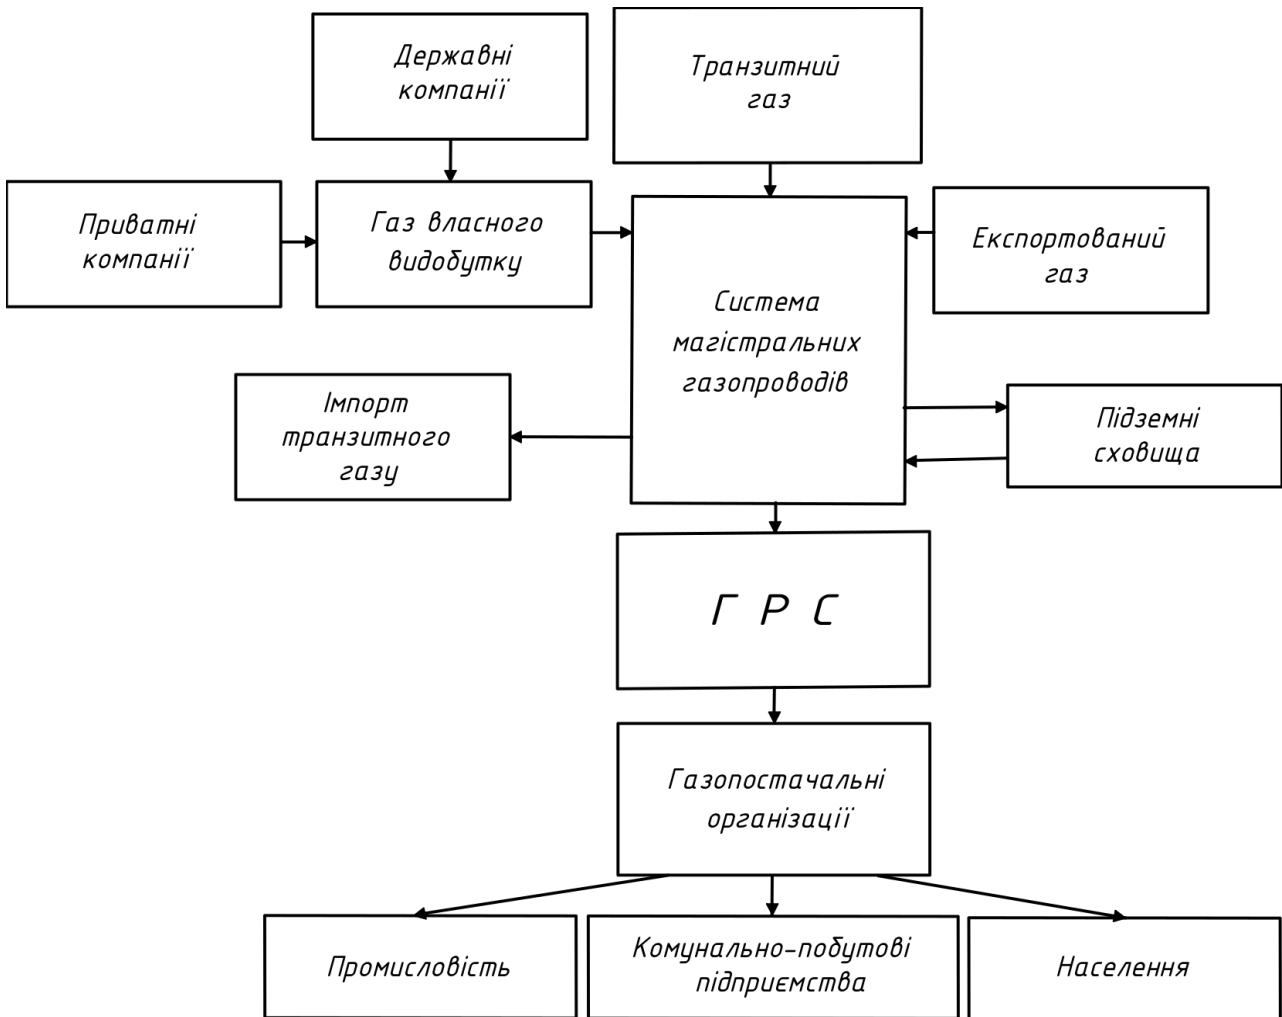 Державні
компанії
Транзитний
газ
Приватні
компанії
Газ власного
видобутку
Експортований
газ
Система
магістральних
газопроводів
Імпорт
транзитного
газу
Підземні
сховища
Г Р С
Газопостачальні
організації
Промисловість
Комунально-побутові
підприємства
Населення